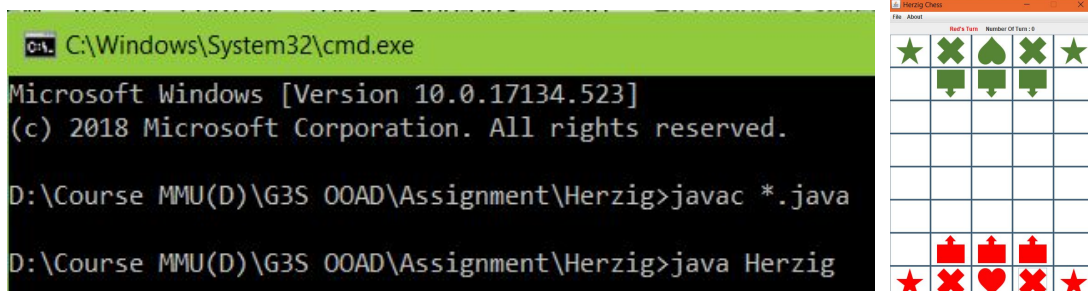 C:\Windows\System32\cmd.exe
Microsoft Windows [Version 10.0.17134.523]
(c) 2018 Microsoft Corporation. All rights reserved.
D:\Course MMU(D)\G3S OOAD\Assignment\Herzig>javac *.java
D:\Course MMU(D)\G3S OOAD\Assignment\Herzig>java Herzig
Herzig Chess
File About
Red's Turn Number Of Turn : 0